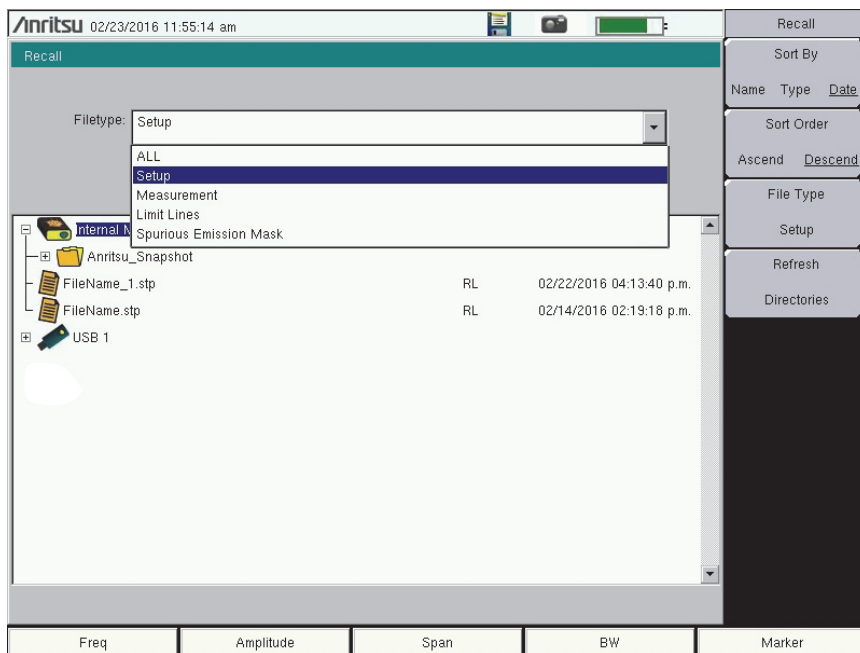 Anritsu 02/23/2016 11:55:14 am
Recall
Filetype: Setup
ALL
Setup
Measurement
Limit Lines
Spurious Emission Mask
Internal
Anritsu_Snapshot
FileName_1.stp RL 02/22/2016 04:13:40 p.m.
FileName.stp RL 02/14/2016 02:19:18 p.m.
USB 1
Recall
Sort By
Name Type Date
Sort Order
Ascend Descend
File Type
Setup
Refresh
Directories
Freq Amplitude Span BW Marker